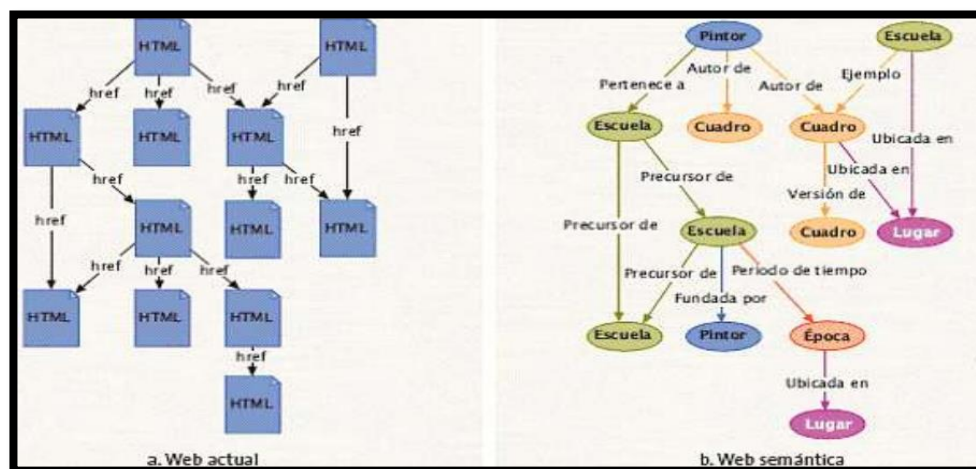 HTML
HTML
href
href
href
href
HTML
HTML
HTML
href
href
href
href
href
HTML
HTML
HTML
href
href
href
HTML
HTML
HTML
href
HTML
a. Web actual
Pintor
Escuela
Autor de
Ejemplo
Pertenece a
Autor de
Escuela
Cuadro
Cuadro
Ubicada en
Ubicada en
Precursor de
Versión de
Precursor de
Escuela
Cuadro
Lugar
Precursor de
Periodo de tiempo
Fundada por
Escuela
Pintor
Época
Ubicada en
Lugar
b. Web semántica